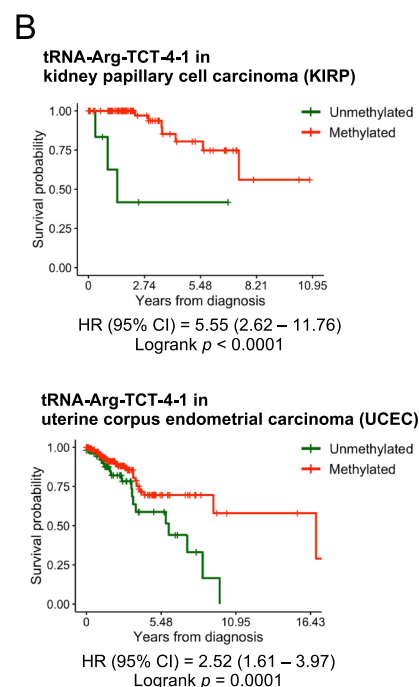 B
tRNA-Arg-TCT-4-1 in
kidney papillary cell carcinoma (KIRP)
Survival probability
1.00
0.75
0.50
0.25
0.00
Unmethylated
Methylated
0 2.74 5.48 8.21 10.95
Years from diagnosis
HR (95% CI) = 5.55 (2.62 – 11.76)
Logrank p < 0.0001
tRNA-Arg-TCT-4-1 in
uterine corpus endometrial carcinoma (UCEC)
Survival probability
1.00
0.75
0.50
0.25
0.00
Unmethylated
Methylated
0 5.48 10.95 16.43
Years from diagnosis
HR (95% CI) = 2.52 (1.61 – 3.97)
Logrank p = 0.0001